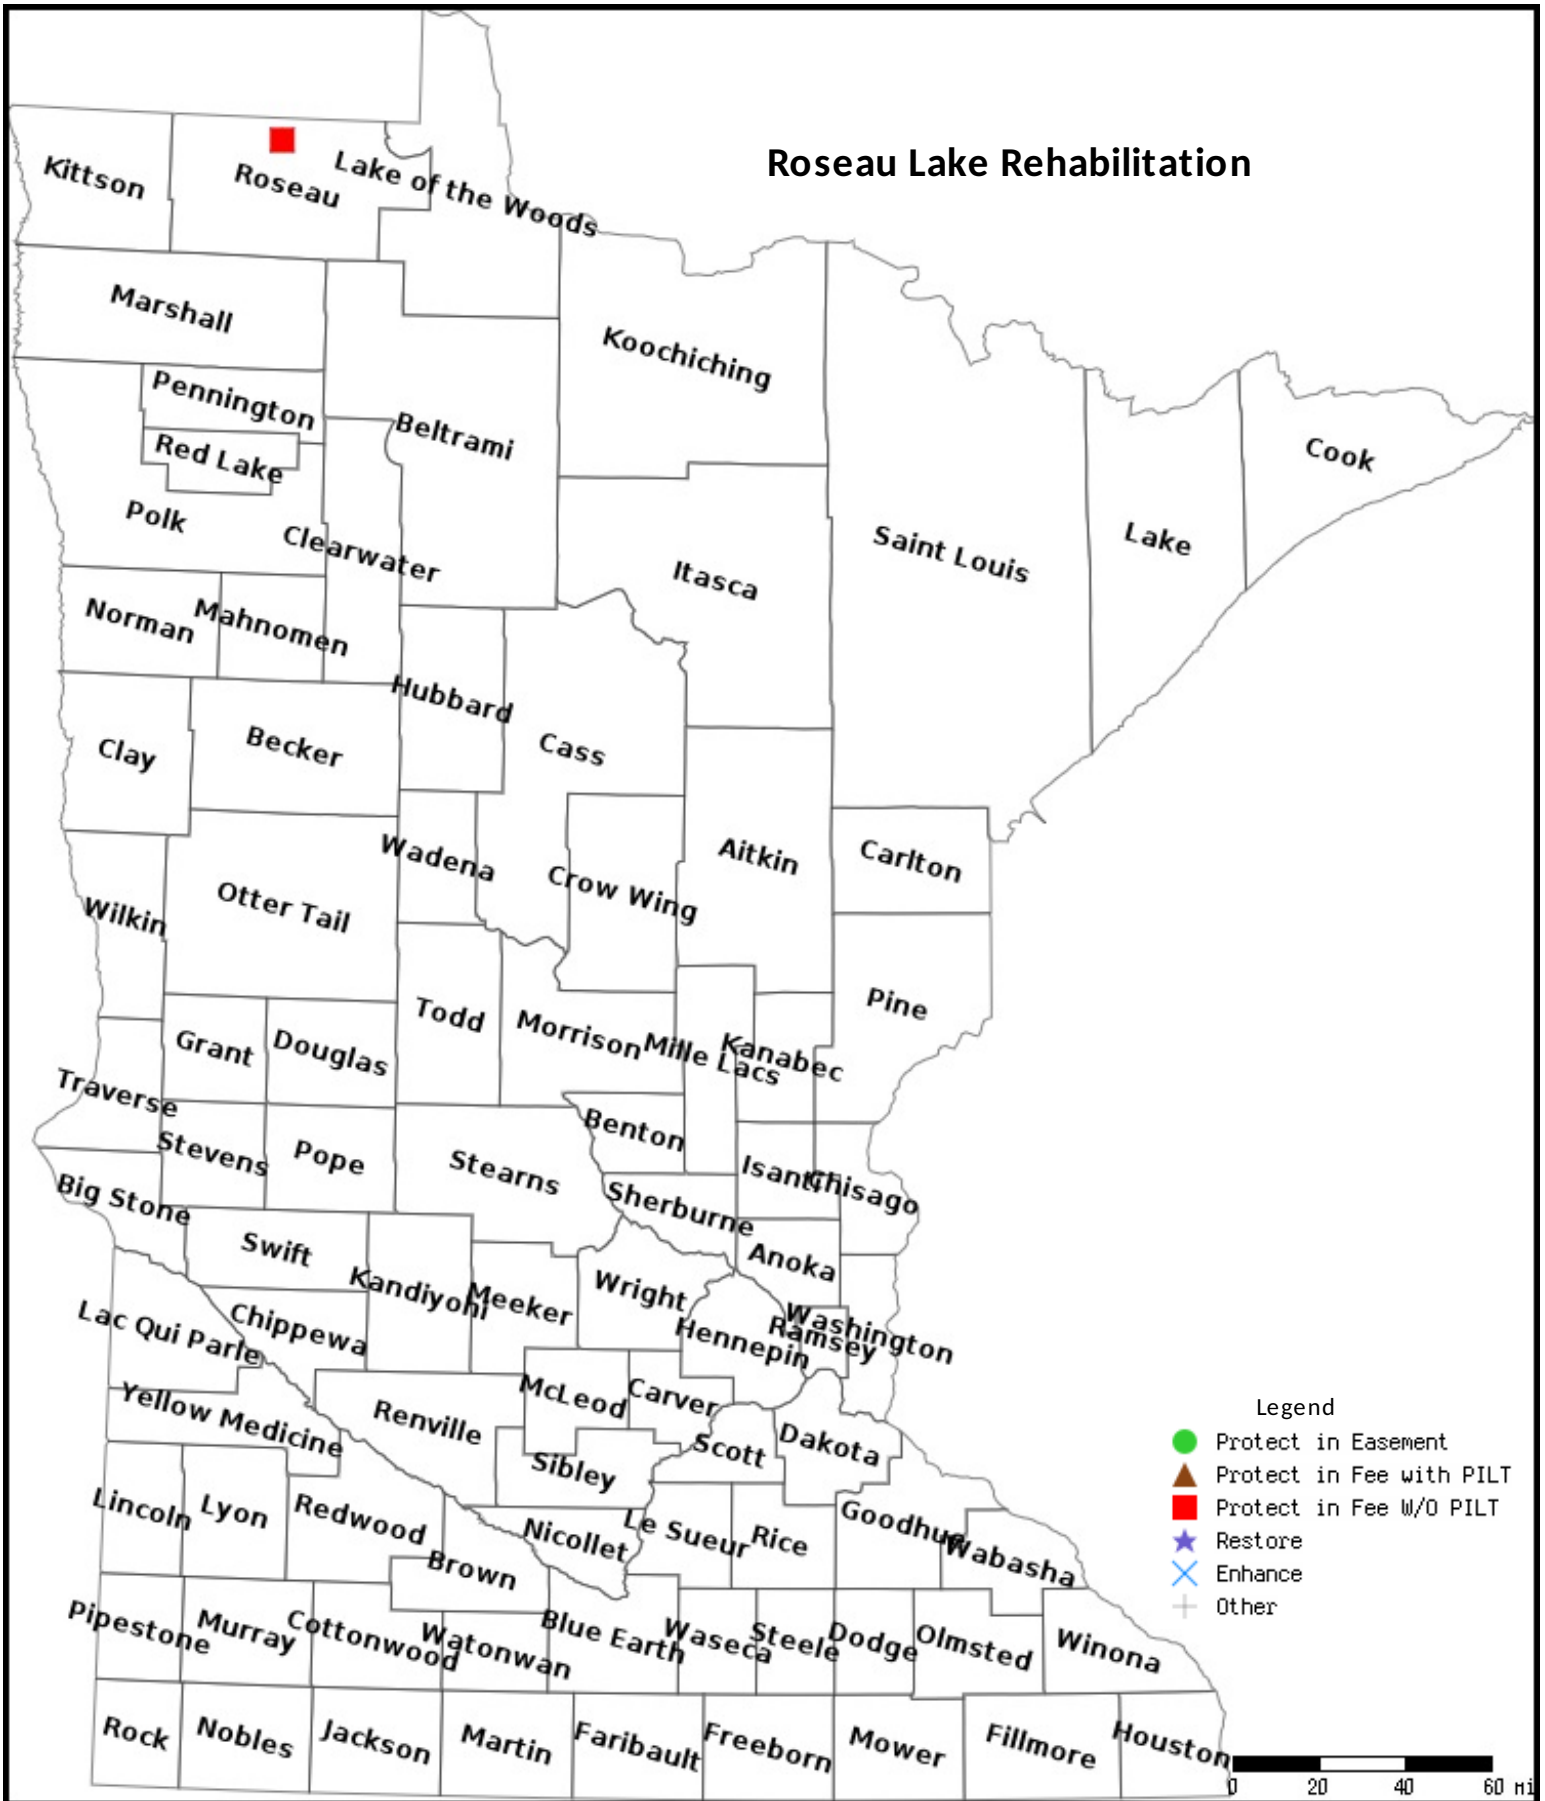 Roseau Lake Rehabilitation
Kittson
Roseau
Lake of the Woods
Marshall
Koochiching
Pennington
Beltrami
Red Lake
Cook
Polk
Clearwater
Saint Louis
Lake
Itasca
Norman
Mahnomen
Hubbard
Clay
Becker
Cass
Wadena
Aitkin
Carlton
Otter Tail
Crow Wing
Wilkin
Pine
Todd
Morrison
Mille Lacs
Kanabec
Grant
Douglas
Traverse
Benton
Stevens
Pope
Stearns
Isanti
Chisago
Big Stone
Sherburne
Swift
Anoka
Kandiyohi
Meeker
Wright
Washington
Ramsey
Hennepin
Lac Qui Parle
Chippewa
McLeod
Carver
Yellow Medicine
Renville
Scott
Dakota
Sibley
Lincoln
Lyon
Redwood
Nicollet
Le Sueur
Rice
Goodhue
Wabasha
Brown
Pipestone
Murray
Cottonwood
Watonwan
Blue Earth
Waseca
Steele
Dodge
Olmsted
Winona
Rock
Nobles
Jackson
Martin
Faribault
Freeborn
Mower
Fillmore
Houston
Legend
Protect in Easement
Protect in Fee with PILT
Protect in Fee W/O PILT
Restore
Enhance
Other
0 20 40 60 mi